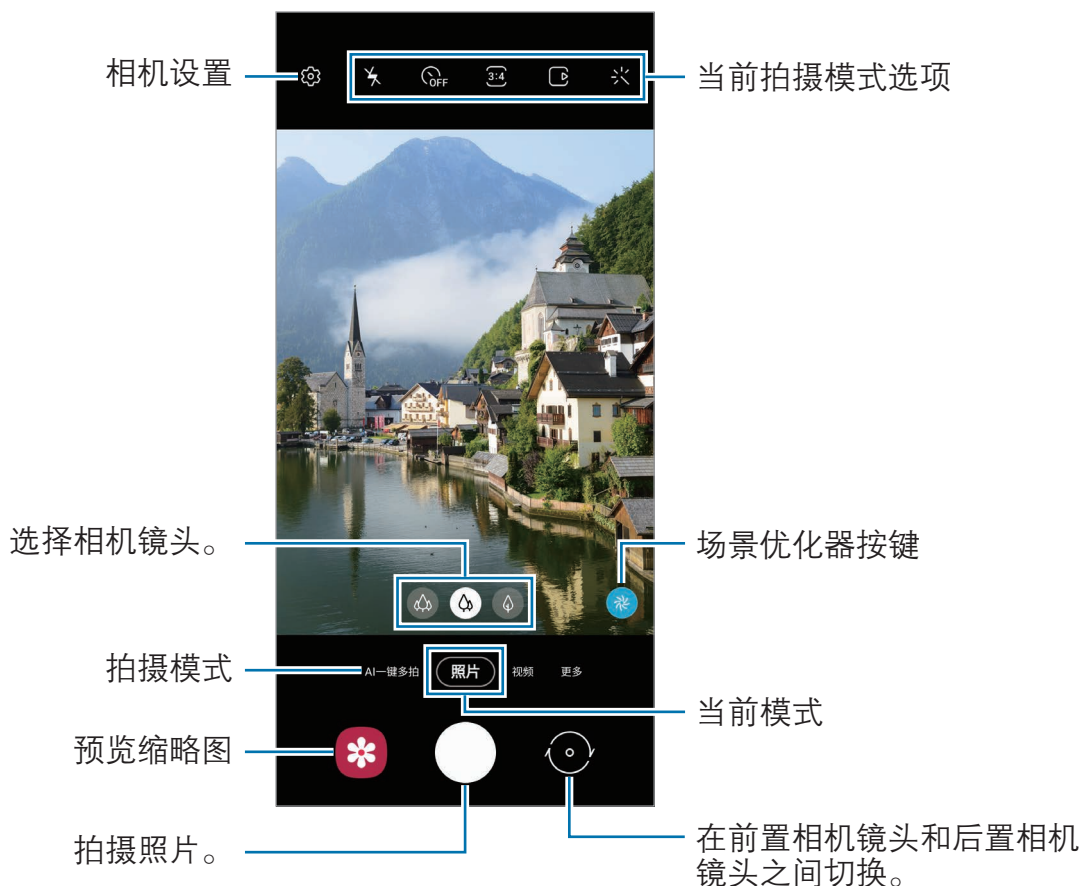 相机设置
OFF
3:4
当前拍摄模式选项
选择相机镜头。
场景优化器按键
拍摄模式
AI一键多拍 照片 视频 更多
当前模式
预览缩略图
拍摄照片。
在前置相机镜头和后置相机
镜头之间切换。